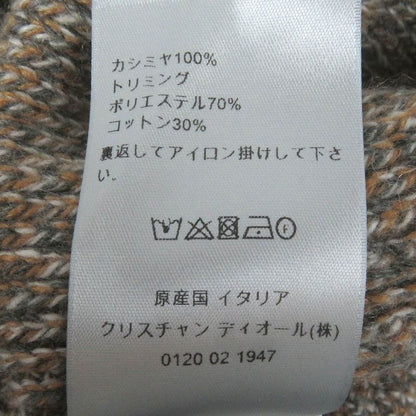 カシミヤ100%
トリミング
ポリエステル70%
コットン30%
裏返してアイロン掛けして下さ
い.
原産国 イタリア
クリスチャン ディオール(株)
0120 02 1947